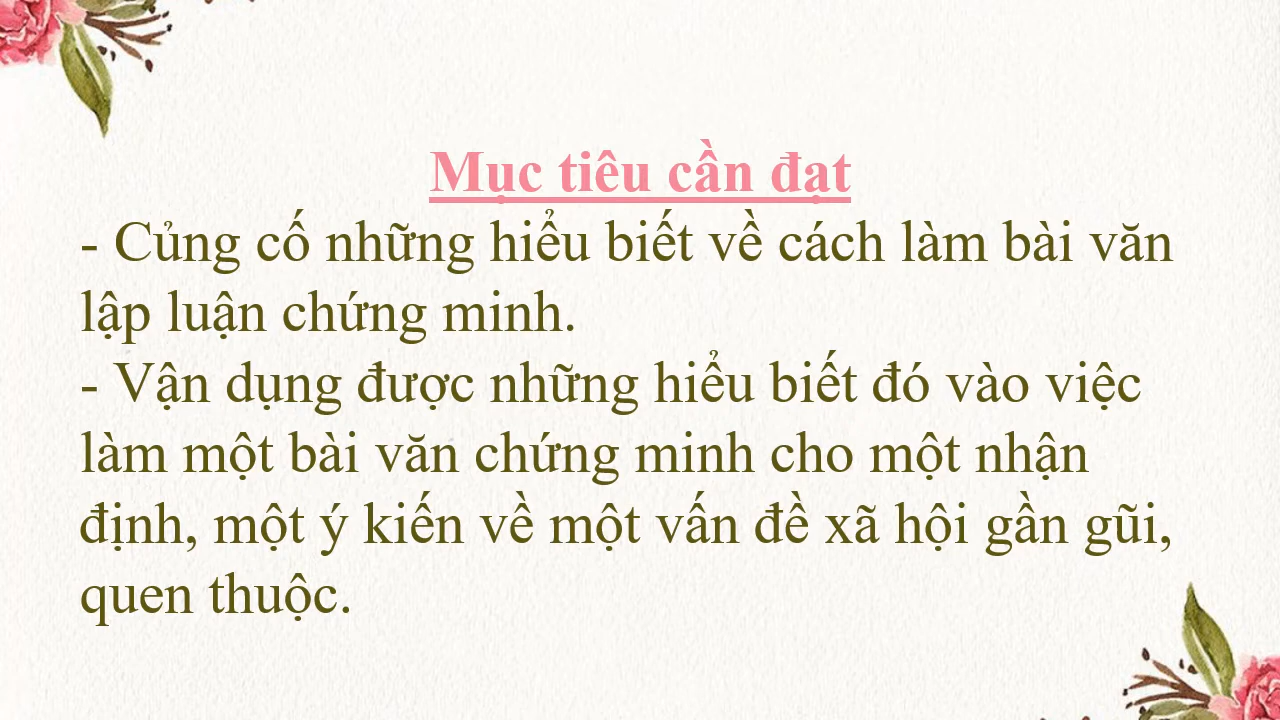 Mục tiêu cần đạt
- Củng cố những hiểu biết về cách làm bài văn
lập luận chứng minh.
- Vận dụng được những hiểu biết đó vào việc
làm một bài văn chứng minh cho một nhận
định, một ý kiến về một vấn đề xã hội gần gũi,
quen thuộc.